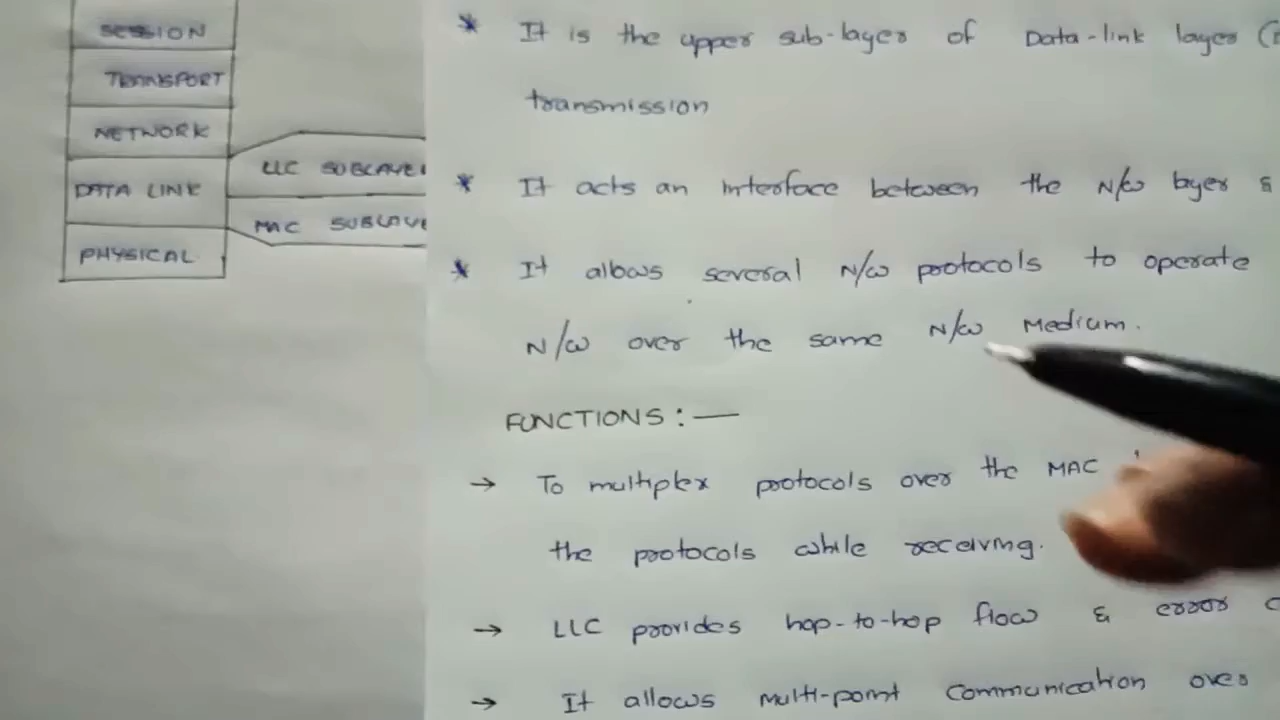 SESSION
TRANSPORT
NETWORK
DATA LINK
PHYSICAL
LLC SUBLAYE
MAC SUBLAYE
* It is the upper sub-layer of Data-link layer (
transmission
* It acts an interface between the N/w layer &
* It allows several N/w protocols to operate
N/w over the same N/w Medium.
FUNCTIONS :—
→ To multiplex protocols over the MAC
the protocols while receiving.
→ LLC provides hop-to-hop flow & error
→ It allows multi-point communication over